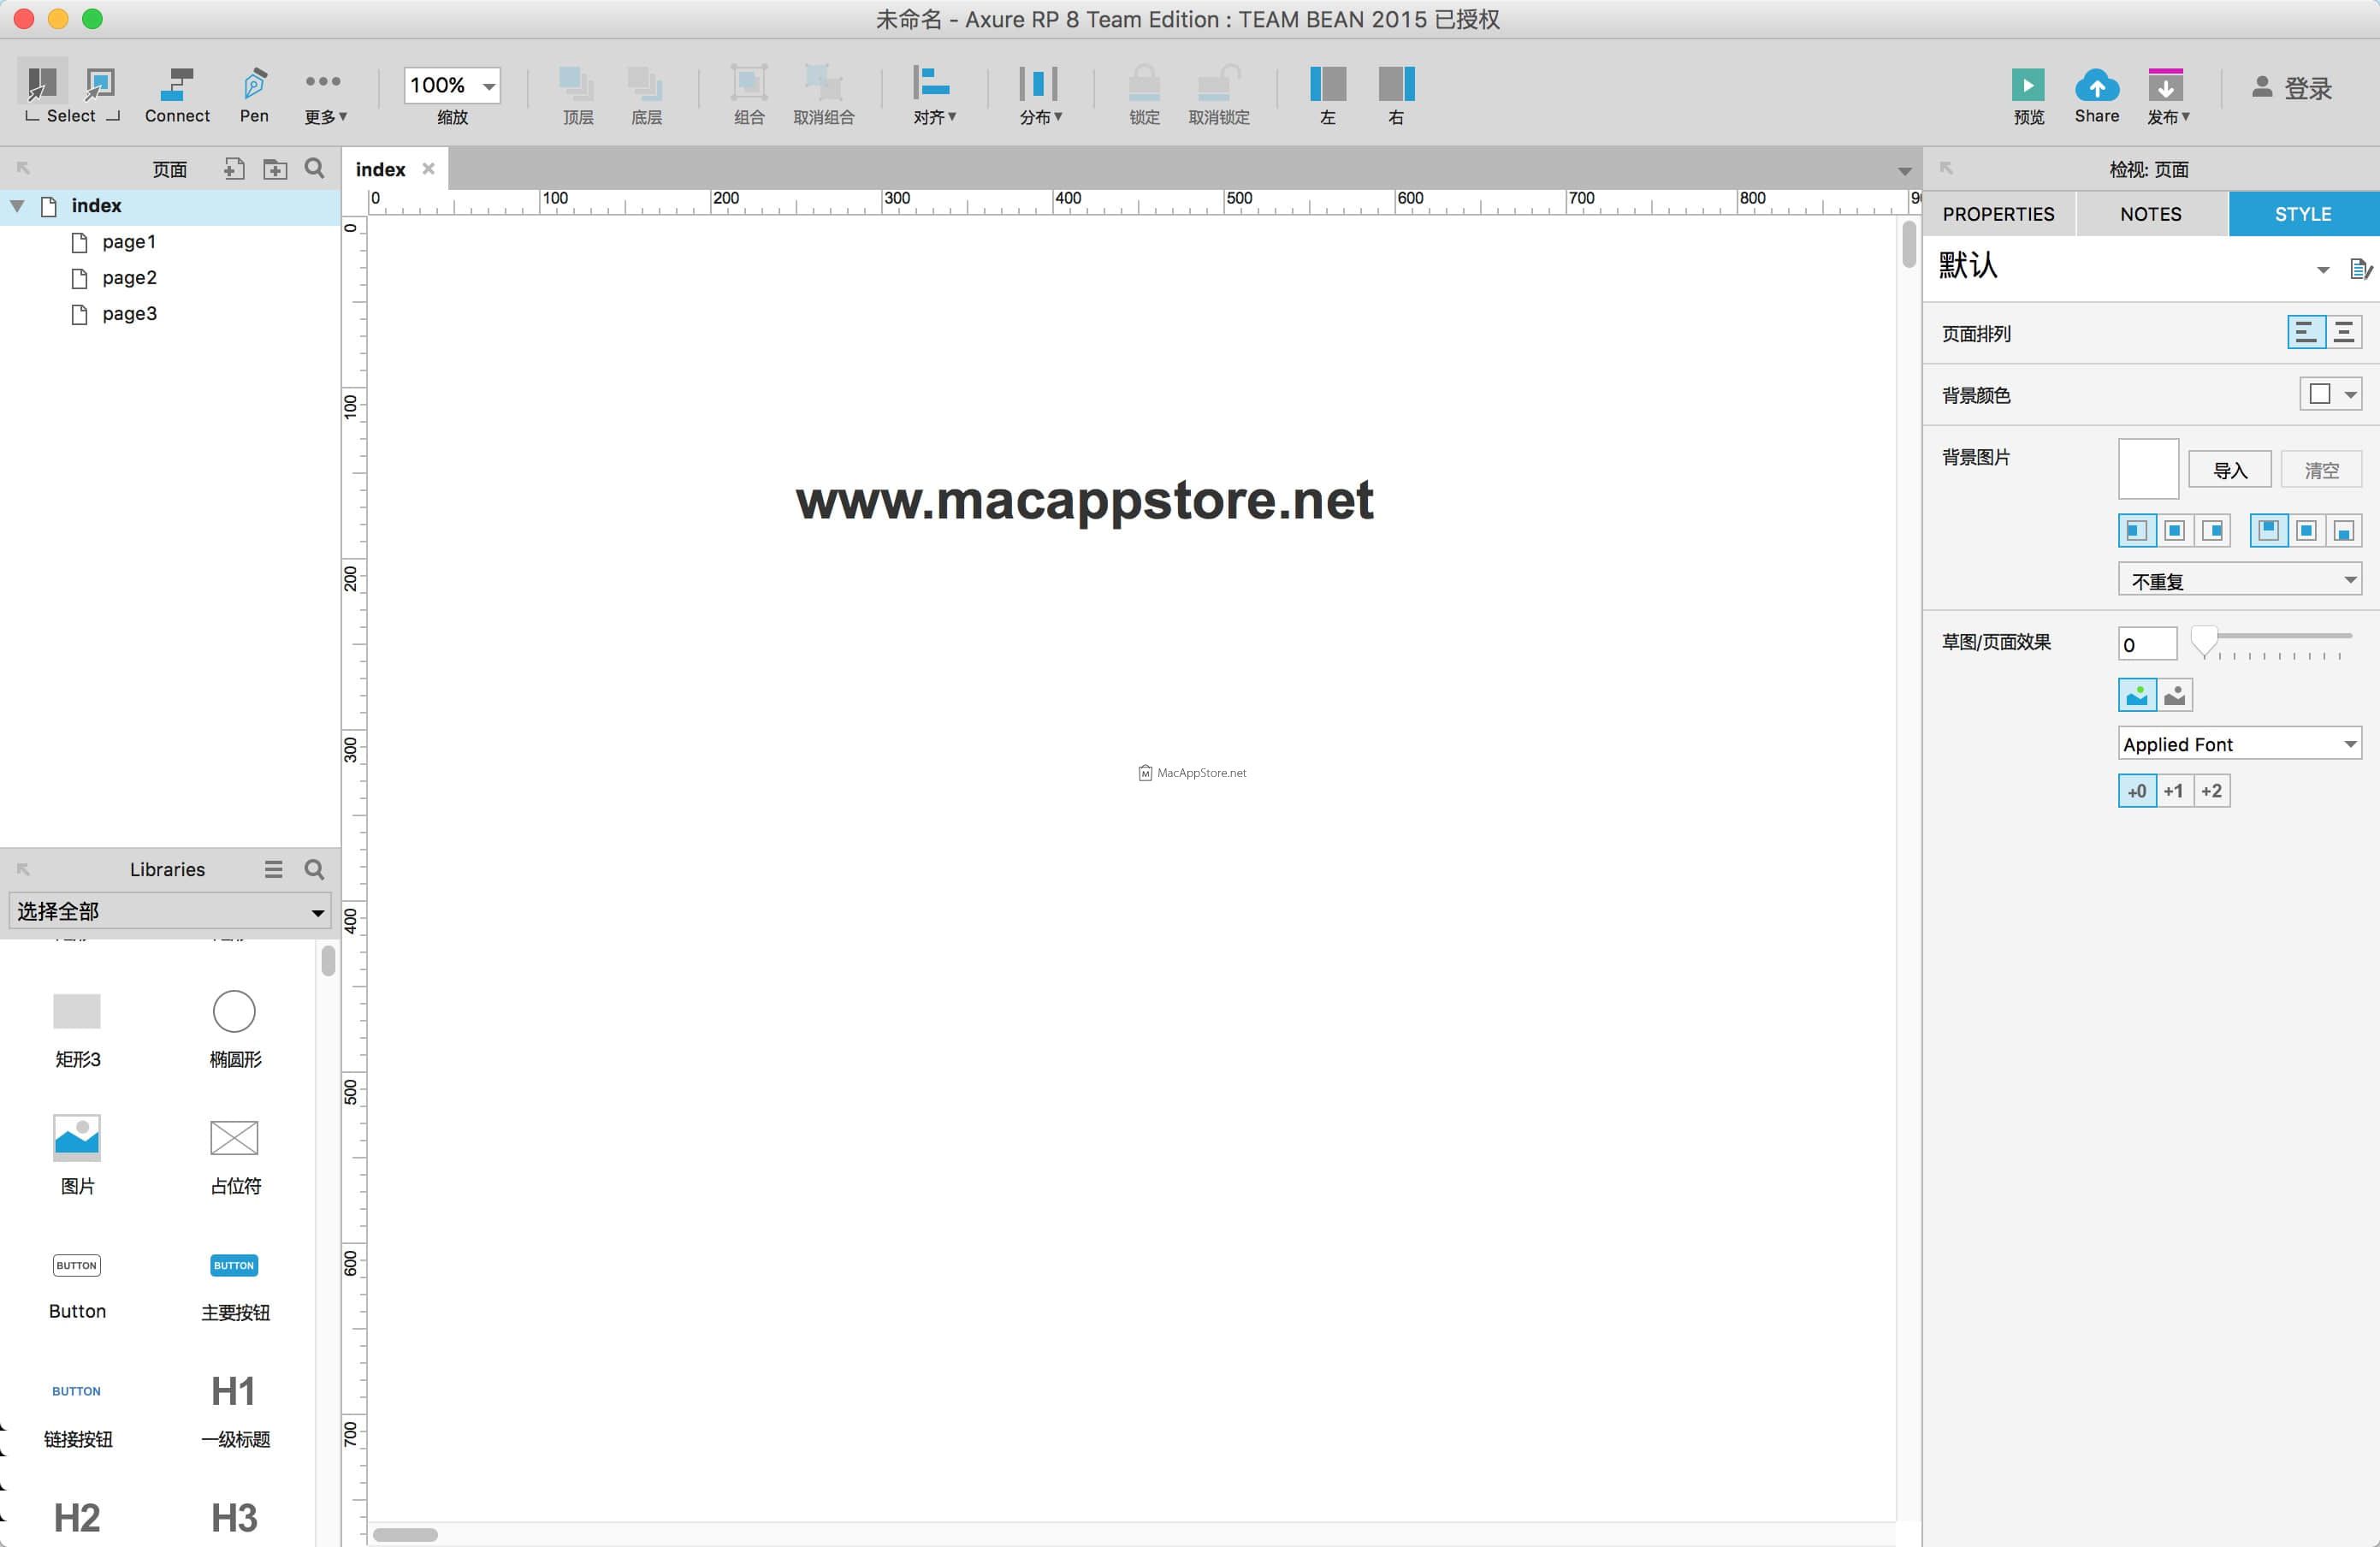 未命名 - Axure RP 8 Team Edition : TEAM BEAN 2015 已授权
Select
Connect
Pen
更多
100%
缩放
顶层
底层
组合
取消组合
对齐
分布
锁定
取消锁定
左
右
预览
Share
发布
登录
页面
index
page1
page2
page3
index
0 100 200 300 400 500 600 700 800
0
100
200
300
400
500
600
700
www.macappstore.net
M MacAppStore.net
Libraries
选择全部
矩形3
椭圆形
图片
占位符
BUTTON
BUTTON
Button
主要按钮
BUTTON
H1
链接按钮
一级标题
H2
H3
检视: 页面
PROPERTIES
NOTES
STYLE
默认
页面排列
背景颜色
背景图片
导入
清空
不重复
草图/页面效果
0
Applied Font
+0 +1 +2